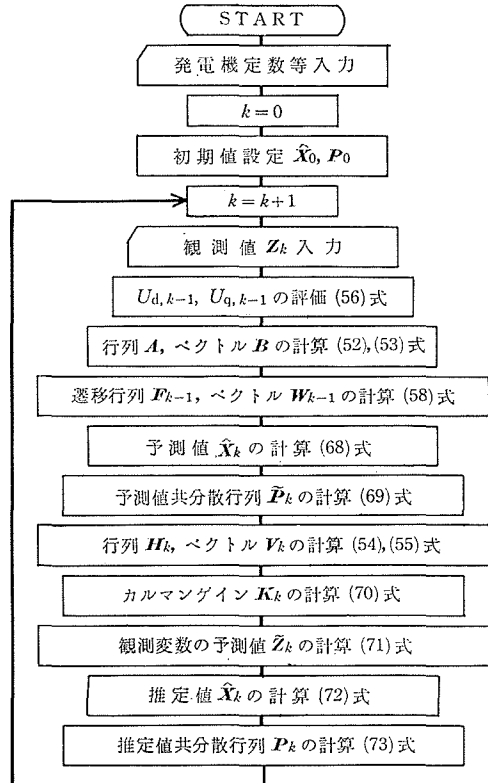 START
発電機定数等入力
k=0
初期値設定 X̂₀, P₀
k=k+1
観測値 Zₖ 入力
U_{d,k-1}, U_{q,k-1} の評価 (56)式
行列 A, ベクトル B の計算 (52),(53)式
遷移行列 F_{k-1}, ベクトル W_{k-1} の計算 (58)式
予測値 X̂ₖ の計算 (68)式
予測値共分散行列 P̃ₖ の計算 (69)式
行列 Hₖ, ベクトル Vₖ の計算 (54),(55)式
カルマンゲイン Kₖ の計算 (70)式
観測変数の予測値 Z̃ₖ の計算 (71)式
推定値 X̂ₖ の計算 (72)式
推定値共分散行列 Pₖ の計算 (73)式